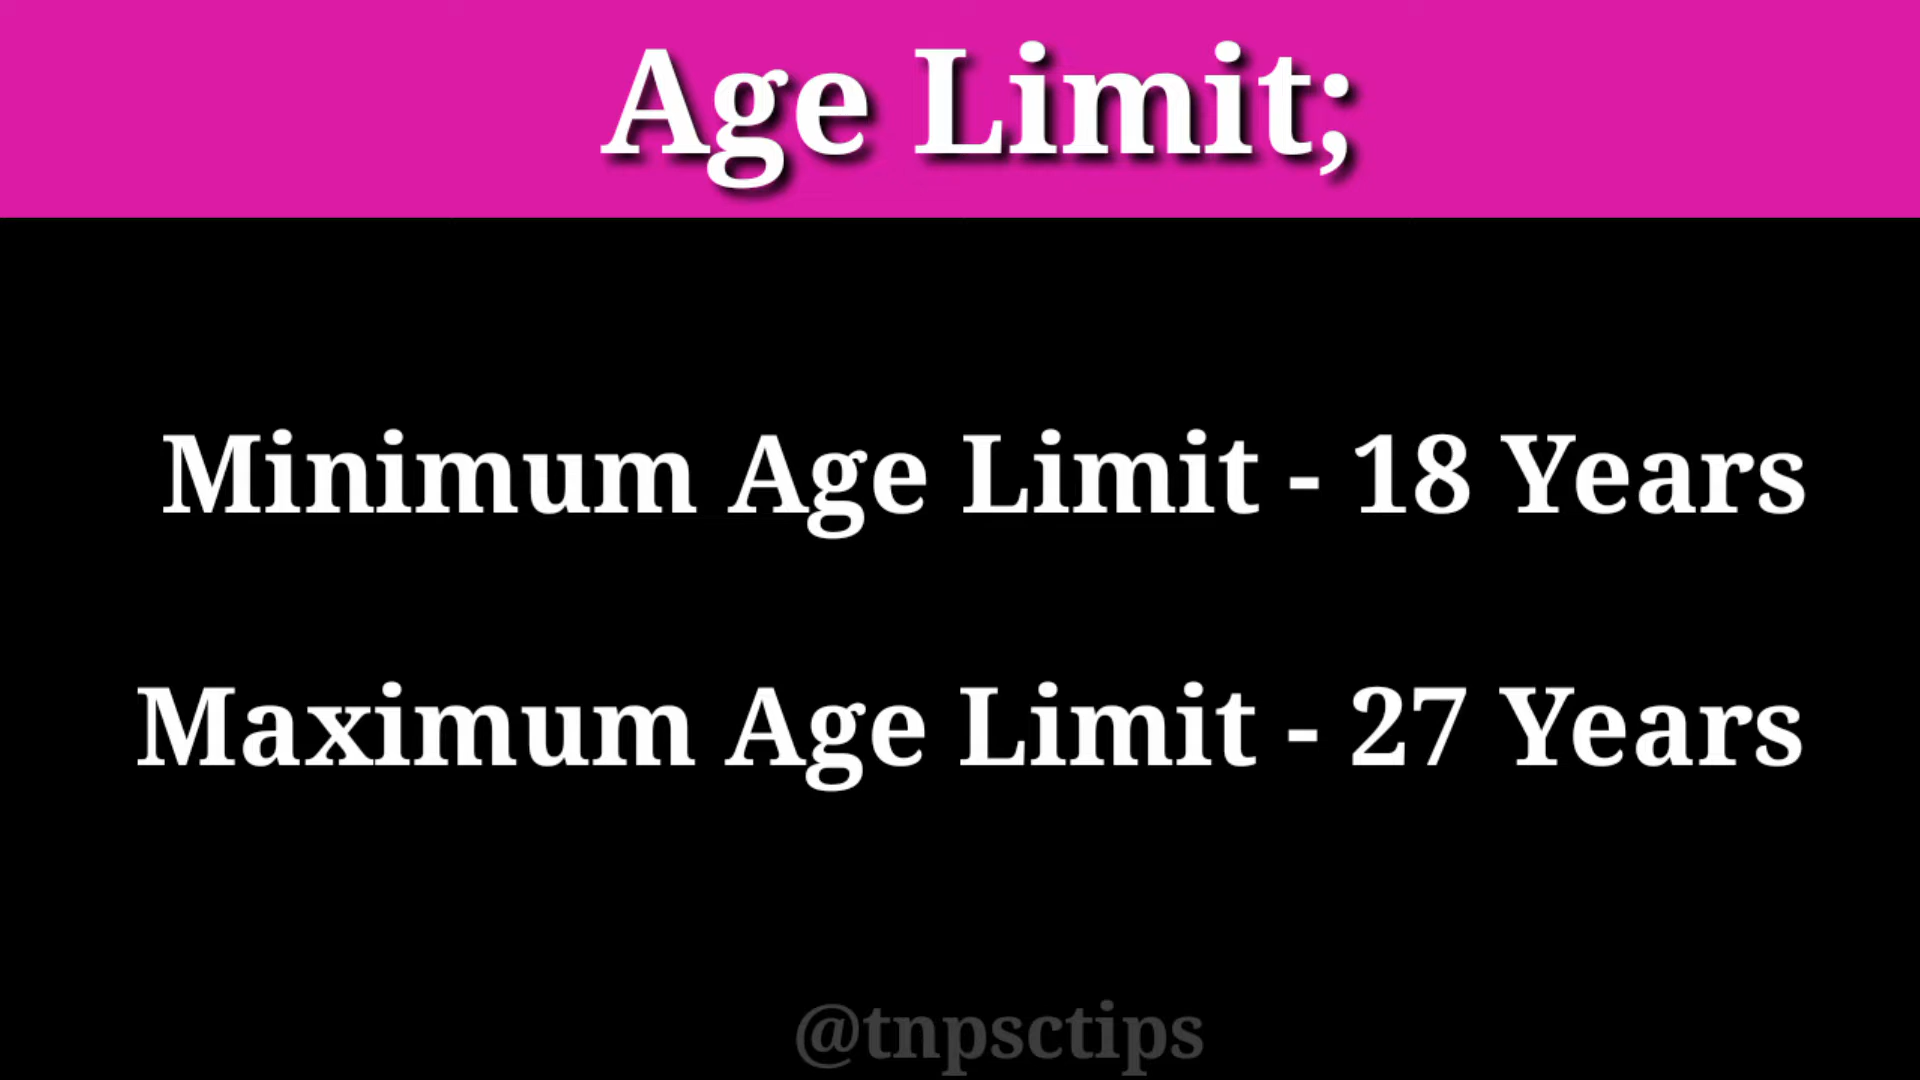 Age Limit;
Minimum Age Limit - 18 Years
Maximum Age Limit - 27 Years
@tnpsctips